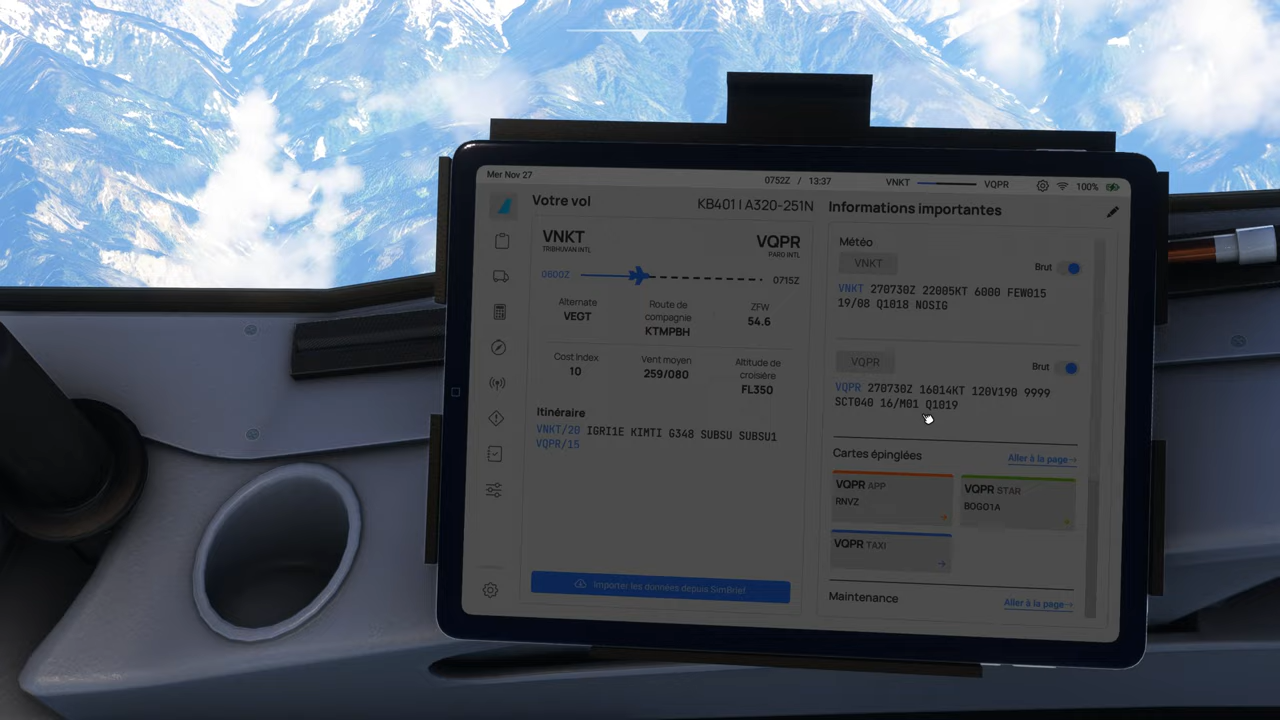 Mer Nov 27
0752Z / 13:37
VNKT VQPR
100%
Votre vol
KB401 | A320-251N
VNKT
TRIBHUVAN INTL
VQPR
PARO INTL
0600Z
0715Z
Alternate
VEGT
Route de
compagnie
KTMPBH
ZFW
54.6
Cost Index
10
Vent moyen
259/080
Altitude de
croisière
FL350
Itinéraire
VNKT/20 IGRI1E KIMTI G348 SUBSU SUBSU1
VQPR/15
Importer les données depuis SimBrief
Informations importantes
Météo
VNKT
Brut
VNKT 270730Z 22005KT 6000 FEW015
19/08 Q1018 NOSIG
VQPR
Brut
VQPR 270730Z 16014KT 120V190 9999
SCT040 16/M01 Q1019
Cartes épinglées
Aller à la page
VQPR APP
RNVZ
VQPR STAR
BOGO1A
VQPR TAXI
Maintenance
Aller à la page